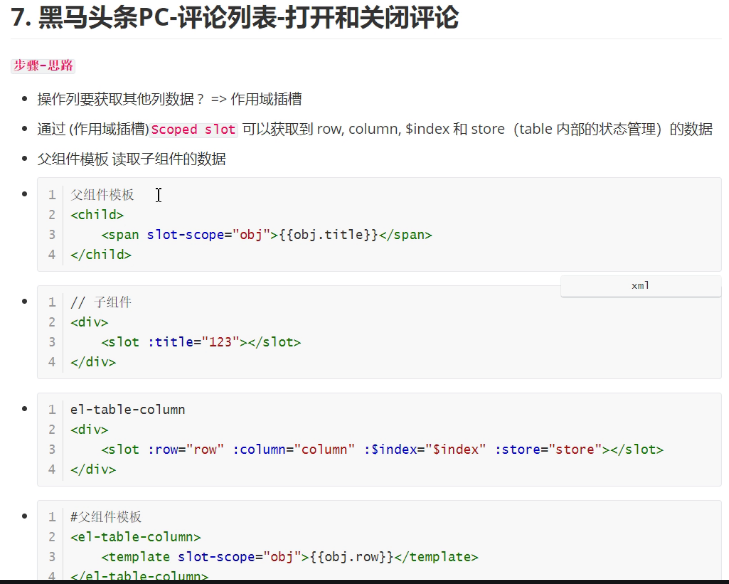 7. 黑马头条PC-评论列表-打开和关闭评论
步骤-思路
操作列要获取其他列数据？ => 作用域插槽
通过 (作用域插槽)Scoped slot 可以获取到 row, column, $index 和 store（table 内部的状态管理）的数据
父组件模板 读取子组件的数据
1 父组件模板
2 <child>
3     <span slot-scope="obj">{{obj.title}}</span>
4 </child>
xml
1 // 子组件
2 <div>
3     <slot :title="123"></slot>
4 </div>
1 el-table-column
2 <div>
3     <slot :row="row" :column="column" :$index="$index" :store="store"></slot>
4 </div>
1 #父组件模板
2 <el-table-column>
3     <template slot-scope="obj">{{obj.row}}</template>
4 </el-table-column>